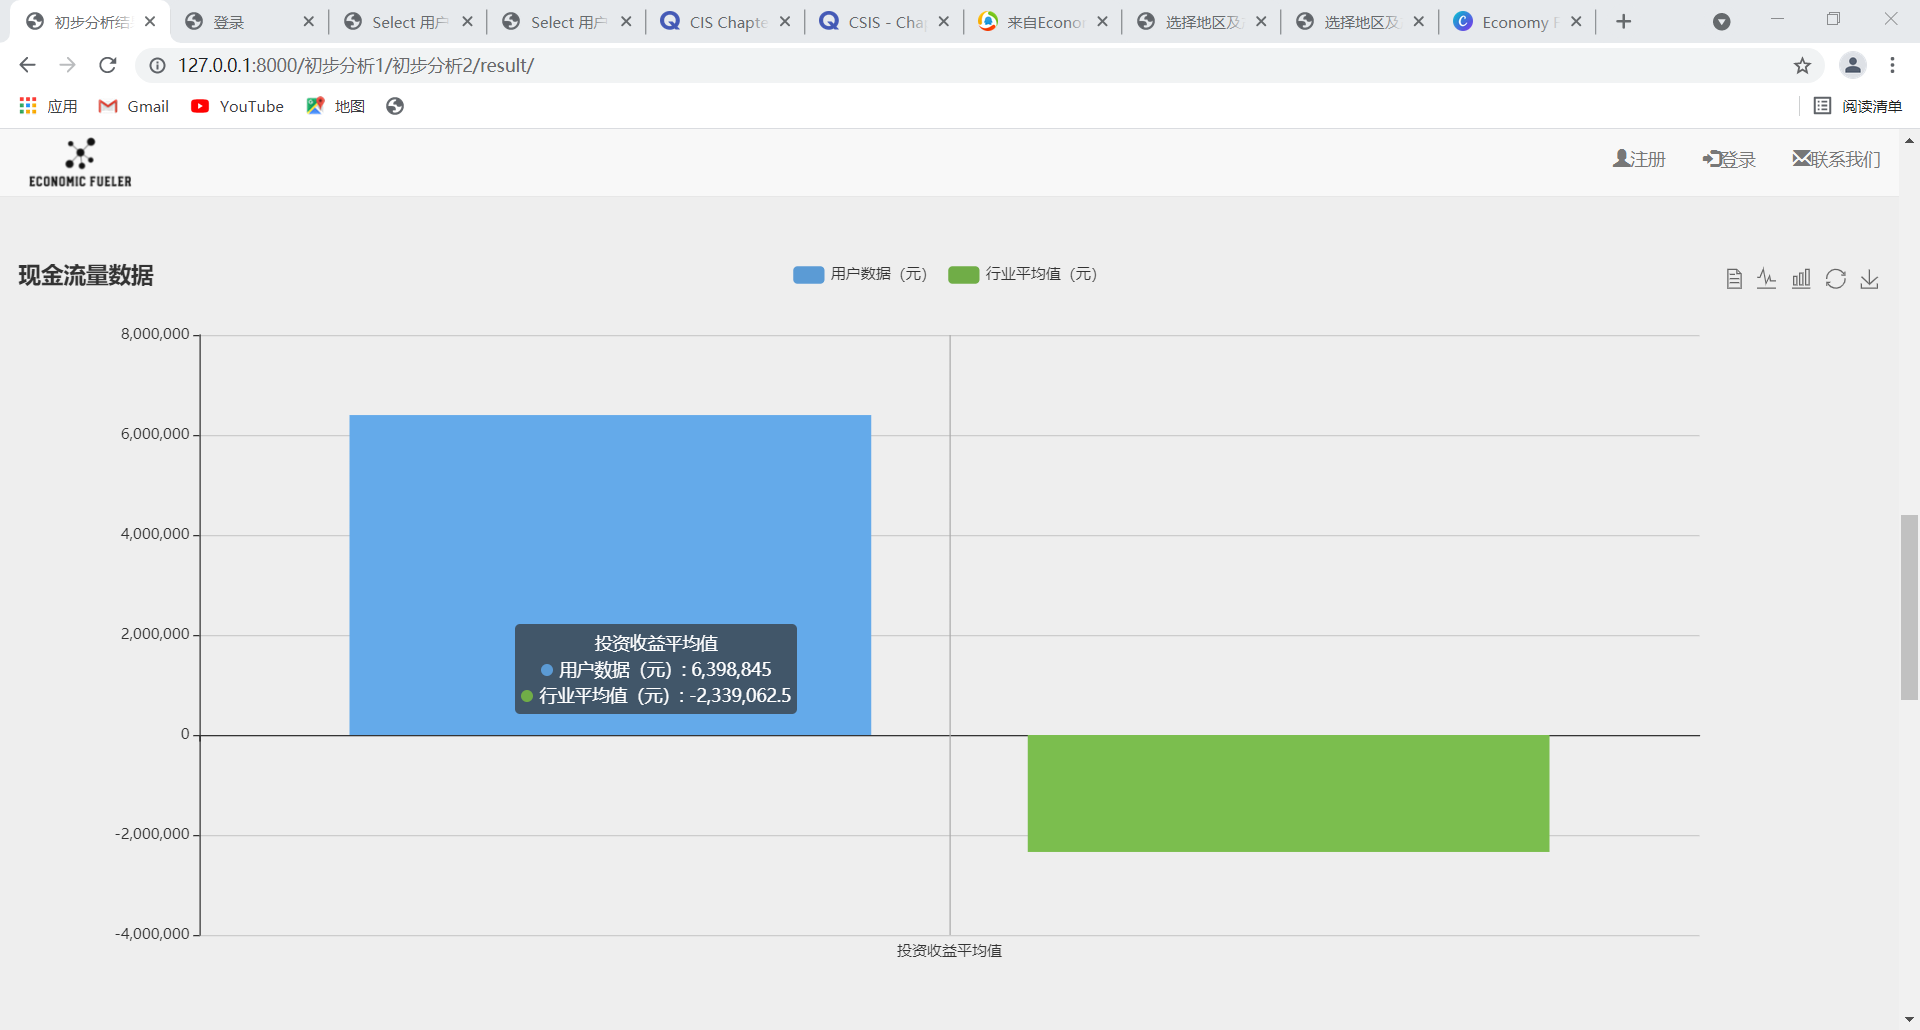 初步分析结
登录
Select 用户
Select 用户
CIS Chapte
CSIS - Cha
来自Econo
选择地区及
选择地区及
Economy F
127.0.0.1:8000/初步分析1/初步分析2/result/
应用
Gmail
YouTube
地图
阅读清单
ECONOMIC FUELER
注册
登录
联系我们
现金流量数据
用户数据（元）
行业平均值（元）
8,000,000
6,000,000
4,000,000
2,000,000
0
-2,000,000
-4,000,000
投资收益平均值
用户数据（元）: 6,398,845
行业平均值（元）: -2,339,062.5
投资收益平均值